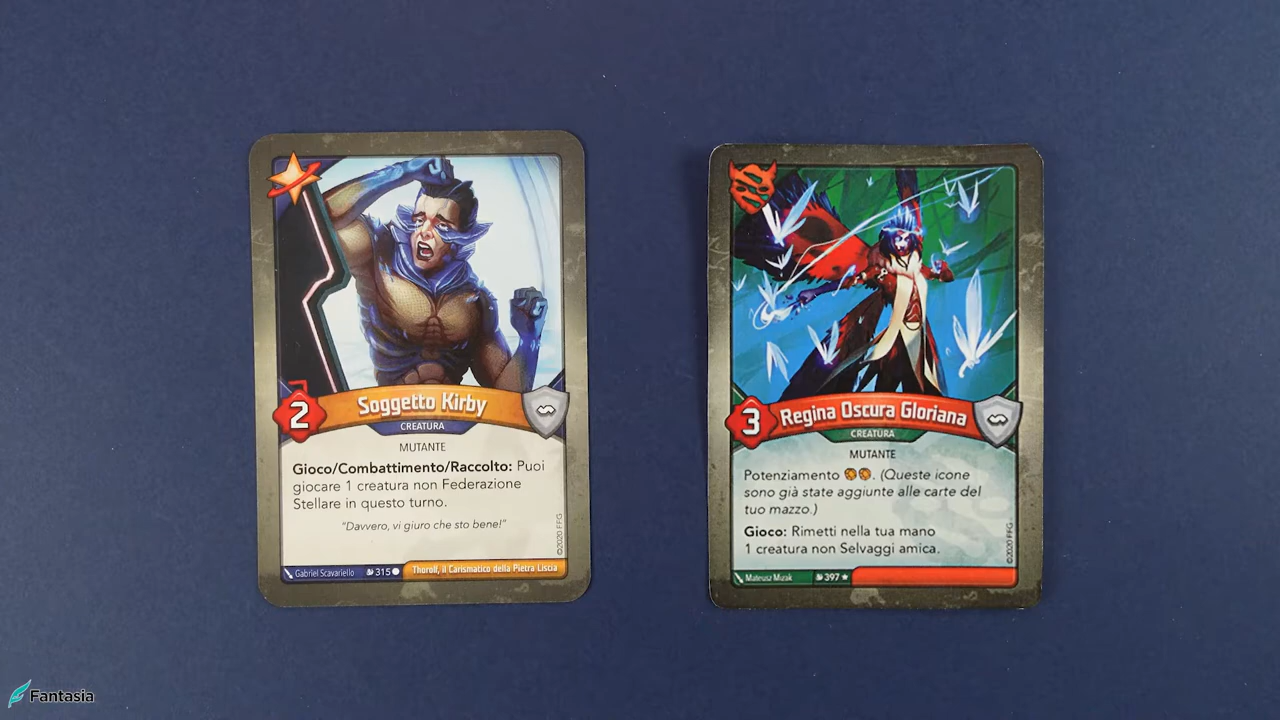 2
Soggetto Kirby
CREATURA
MUTANTE
Gioco/Combattimento/Raccolto: Puoi
giocare 1 creatura non Federazione
Stellare in questo turno.
"Davvero, vi giuro che sto bene!"
©2020 FFG
Gabriel Scavariello
315
Thorolf, il Carismatico della Pietra Liscia
3
Regina Oscura Gloriana
CREATURA
MUTANTE
Potenziamento . (Queste icone
sono già state aggiunte alle carte del
tuo mazzo.)
Gioco: Rimetti nella tua mano
1 creatura non Selvaggi amica.
©2020 FFG
Mateusz Mizak
397
Fantasia